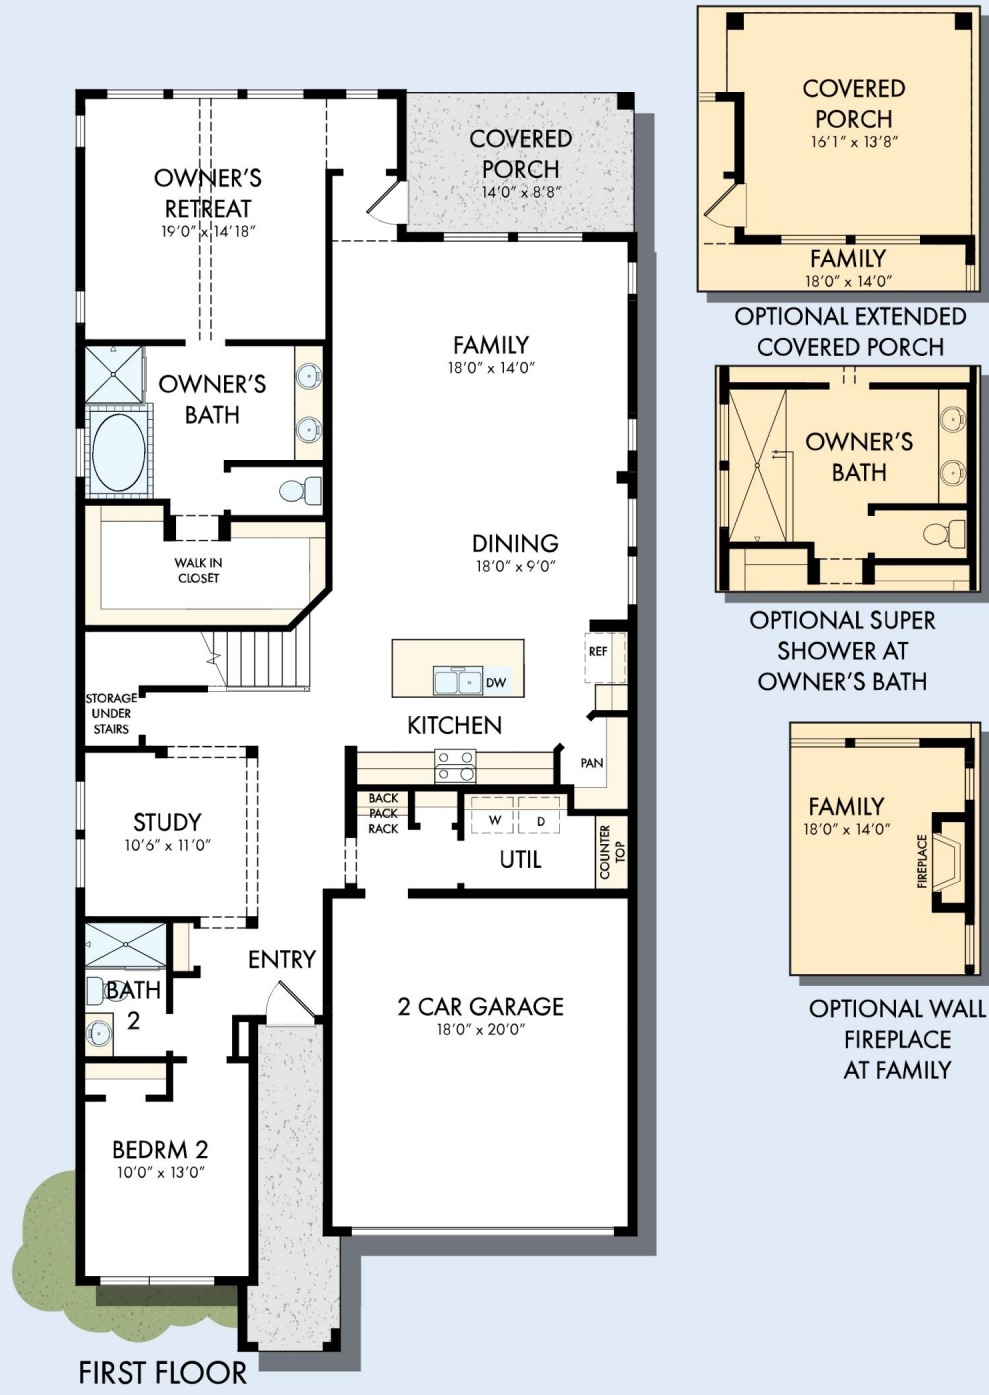 OWNER'S
RETREAT
19'0" x 14'18"
COVERED
PORCH
14'0" x 8'8"
FAMILY
18'0" x 14'0"
OWNER'S
BATH
DINING
18'0" x 9'0"
WALK IN
CLOSET
REF
DW
STORAGE
UNDER
STAIRS
KITCHEN
PAN
BACK
PACK
RACK
W
D
UTIL
COUNTER
TOP
STUDY
10'6" x 11'0"
ENTRY
BATH
2
2 CAR GARAGE
18'0" x 20'0"
BEDRM 2
10'0" x 13'0"
FIRST FLOOR
COVERED
PORCH
16'1" x 13'8"
FAMILY
18'0" x 14'0"
OPTIONAL EXTENDED
COVERED PORCH
OWNER'S
BATH
OPTIONAL SUPER
SHOWER AT
OWNER'S BATH
FAMILY
18'0" x 14'0"
FIREPLACE
OPTIONAL WALL
FIREPLACE
AT FAMILY